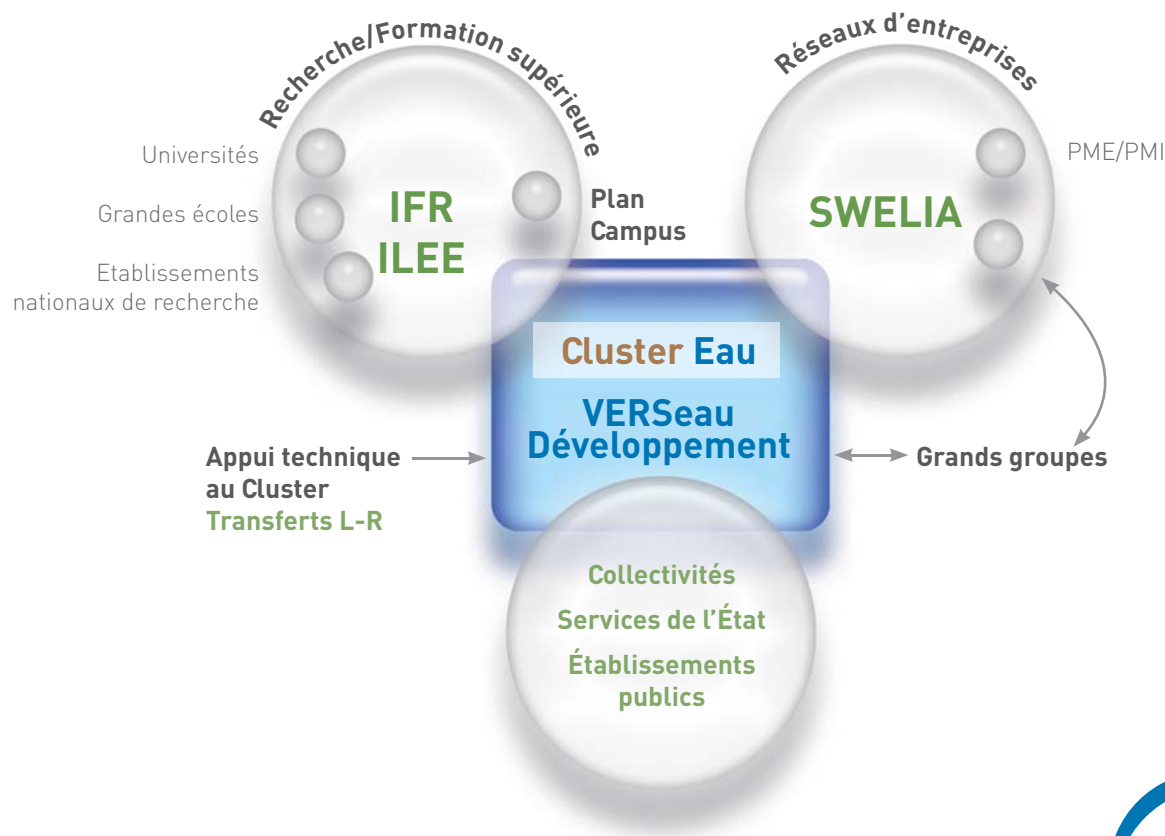 Recherche/Formation supérieure
Réseaux d'entreprises
Universités
Grandes écoles
Etablissements
nationaux de recherche
IFR
ILEE
Plan
Campus
SWELIA
PME/PMI
Cluster Eau
VERSeau
Développement
Appui technique
au Cluster
Transferts L-R
Grands groupes
Collectivités
Services de l'État
Établissements
publics